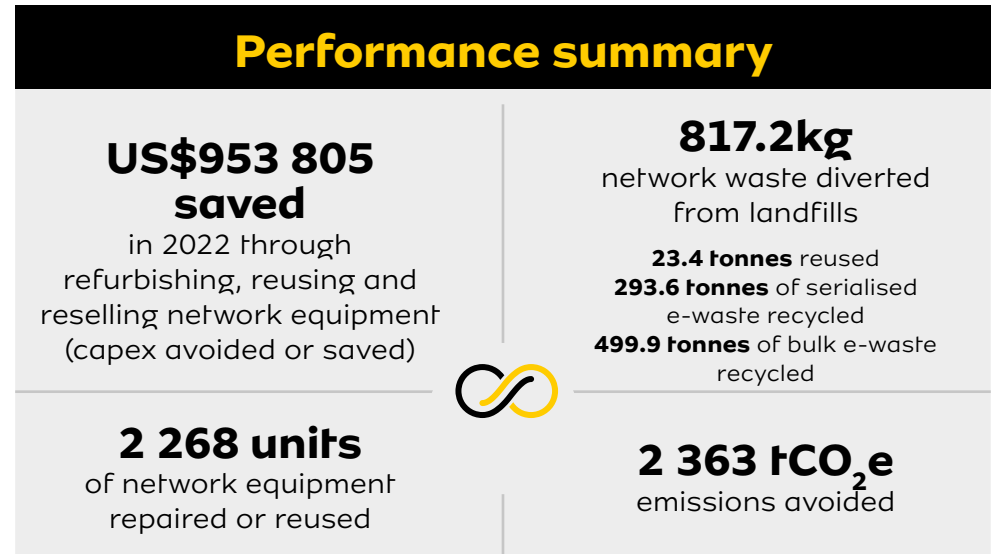 Performance summary
US$953 805
saved
in 2022 through
refurbishing, reusing and
reselling network equipment
(capex avoided or saved)
817.2kg
network waste diverted
from landfills
23.4 tonnes reused
293.6 tonnes of serialised
e-waste recycled
499.9 tonnes of bulk e-waste
recycled
2 268 units
of network equipment
repaired or reused
2 363 tCO₂e
emissions avoided